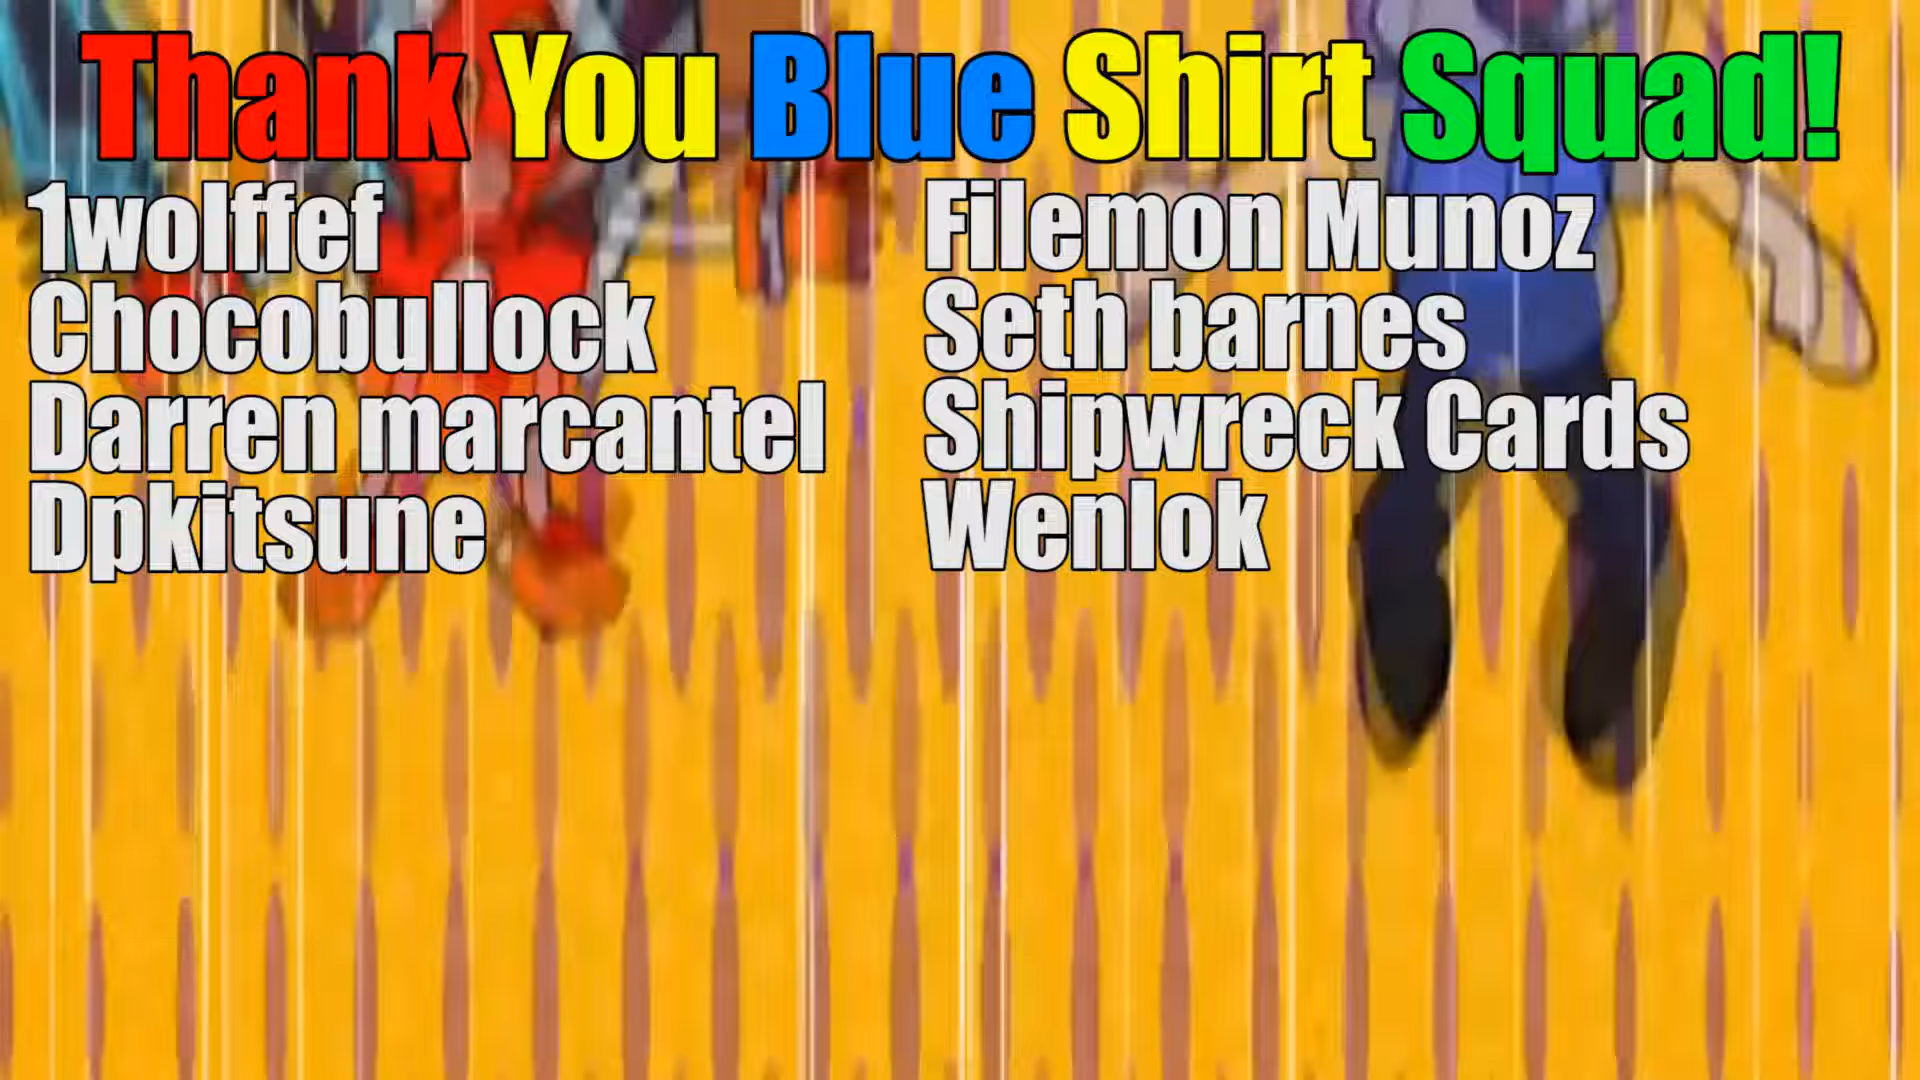 Thank You Blue Shirt Squad!
1wolffef
Chocobullock
Darren marcantel
Dpkitsune
Filemon Munoz
Seth barnes
Shipwreck Cards
Wenlok